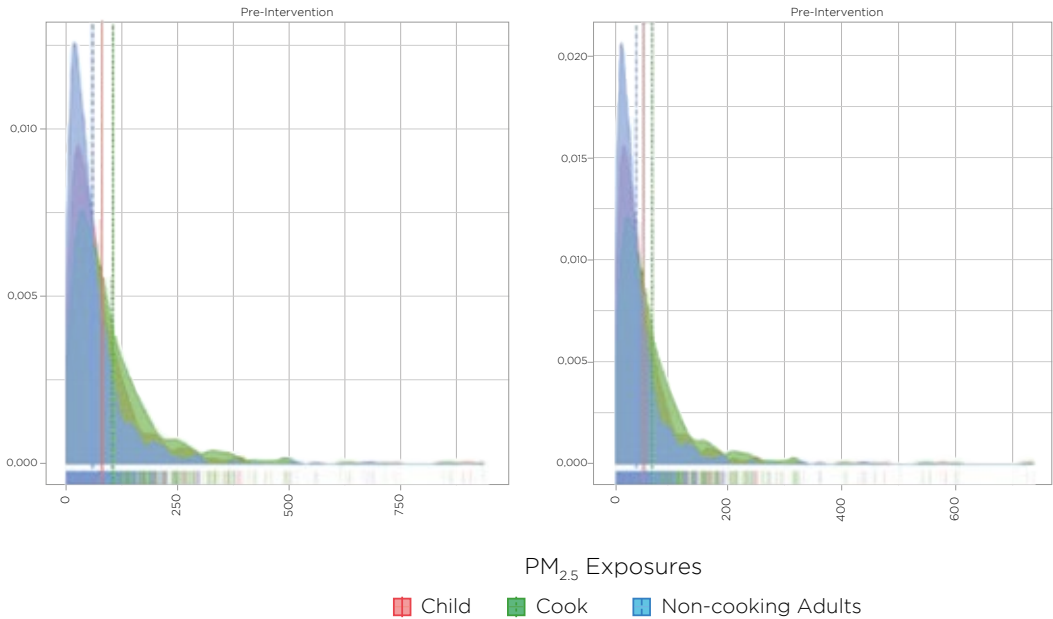 Pre-Intervention
Pre-Intervention
0,010
0,005
0,000
0
250
500
750
0,020
0,015
0,010
0,005
0,000
0
200
400
600
PM2.5 Exposures
Child
Cook
Non-cooking Adults